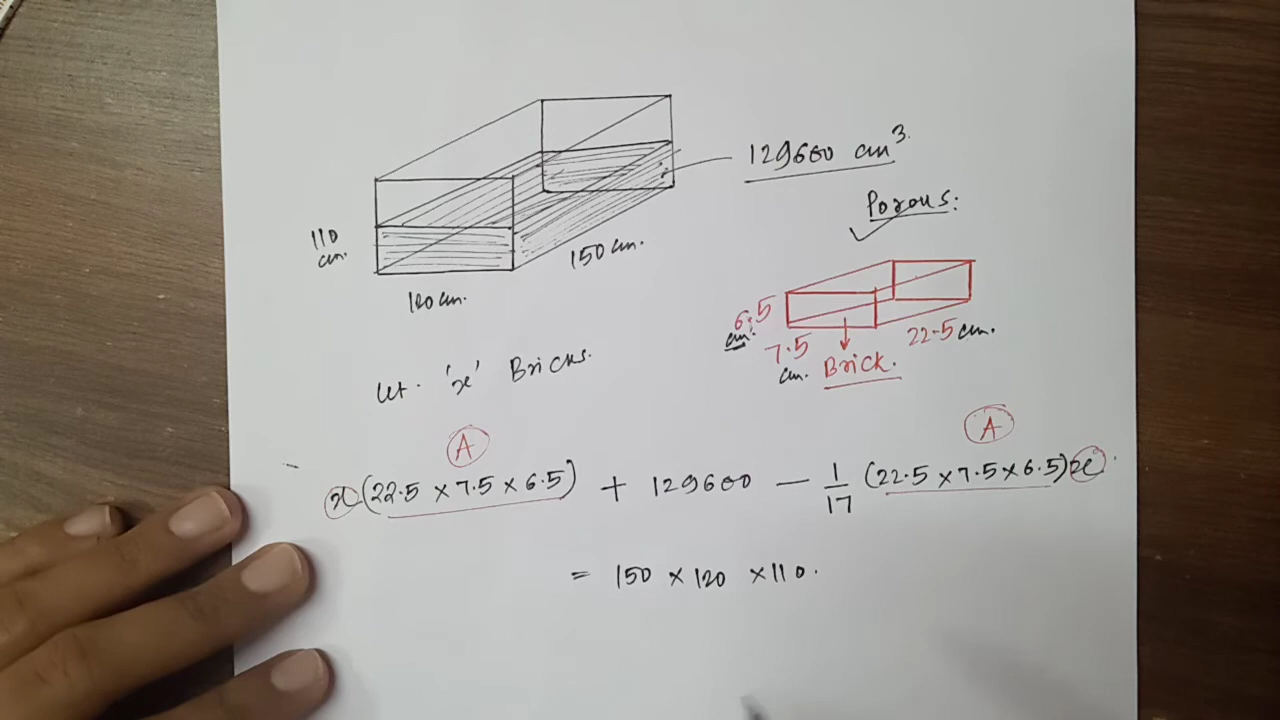 129600 cm³.
Porous:
110
cm.
150 cm.
120 cm.
6.5
cm.
7.5
cm.
22.5 cm.
Brick.
Let 'x' Bricks.
A
A
x(22.5 × 7.5 × 6.5) + 129600 − 1/17 (22.5 × 7.5 × 6.5)x.
= 150 × 120 × 110.